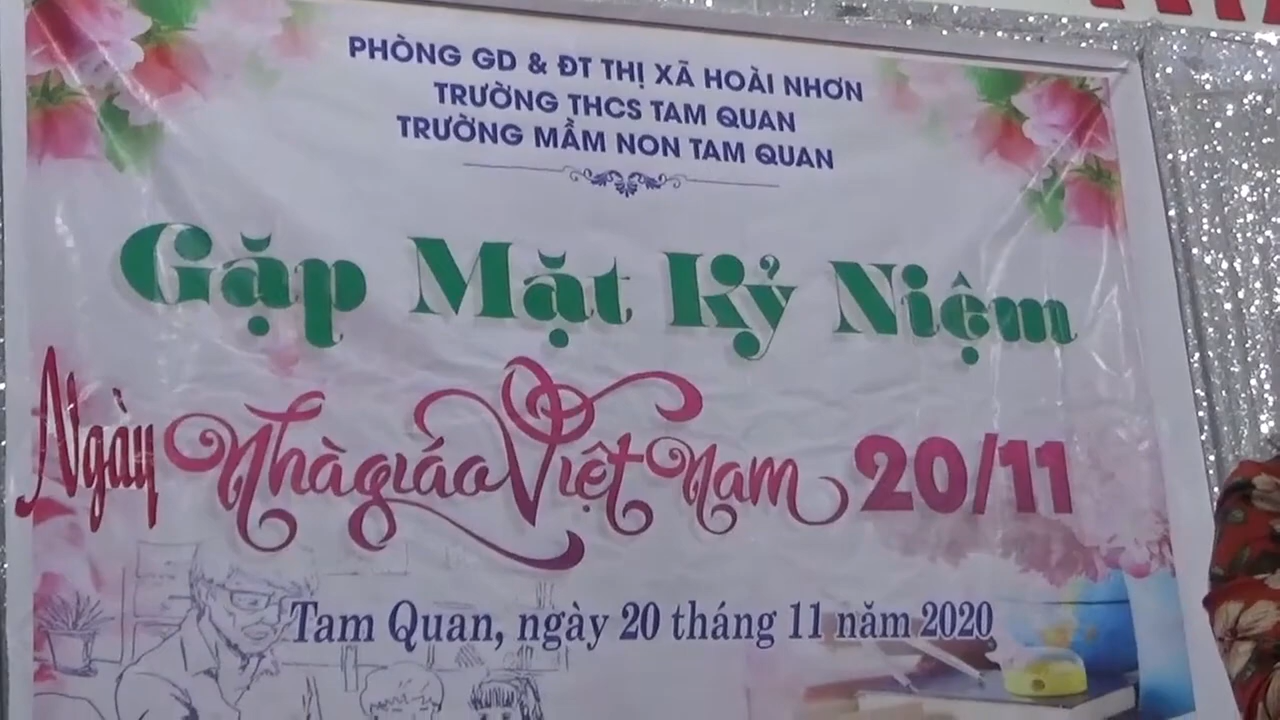 PHÒNG GD & ĐT THỊ XÃ HOÀI NHƠN
TRƯỜNG THCS TAM QUAN
TRƯỜNG MẦM NON TAM QUAN
Gặp Mặt Kỷ Niệm
Ngày Nhà giáo Việt Nam 20/11
Tam Quan, ngày 20 tháng 11 năm 2020